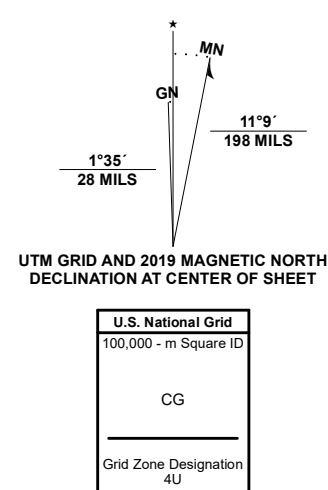 ★
MN
GN
11°9´
198 MILS
1°35´
28 MILS
UTM GRID AND 2019 MAGNETIC NORTH
DECLINATION AT CENTER OF SHEET
U.S. National Grid
100,000 - m Square ID
CG
Grid Zone Designation
4U